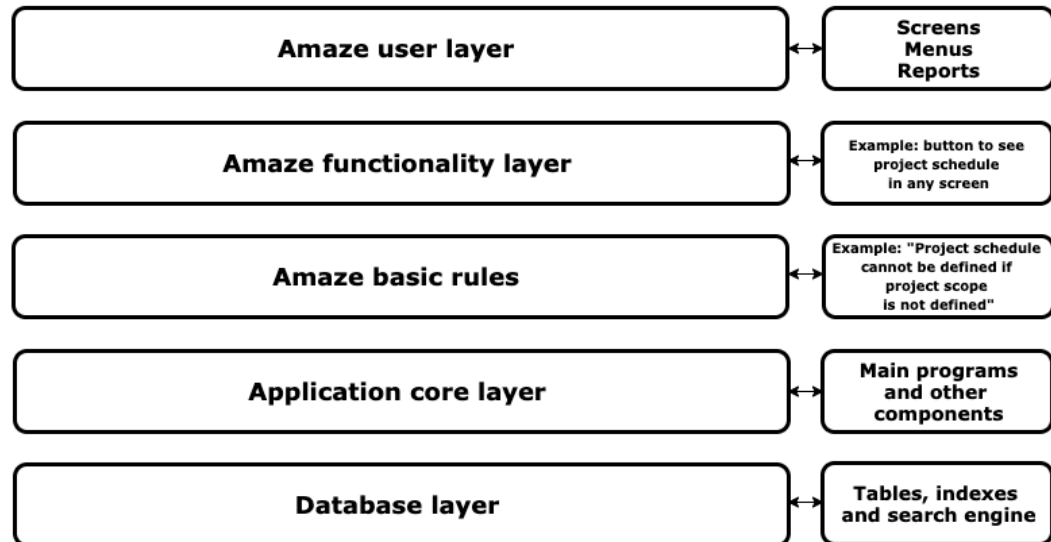 Amaze user layer
Screens
Menus
Reports
Amaze functionality layer
Example: button to see
project schedule
in any screen
Amaze basic rules
Example: "Project schedule
cannot be defined if
project scope
is not defined"
Application core layer
Main programs
and other
components
Database layer
Tables, indexes
and search engine